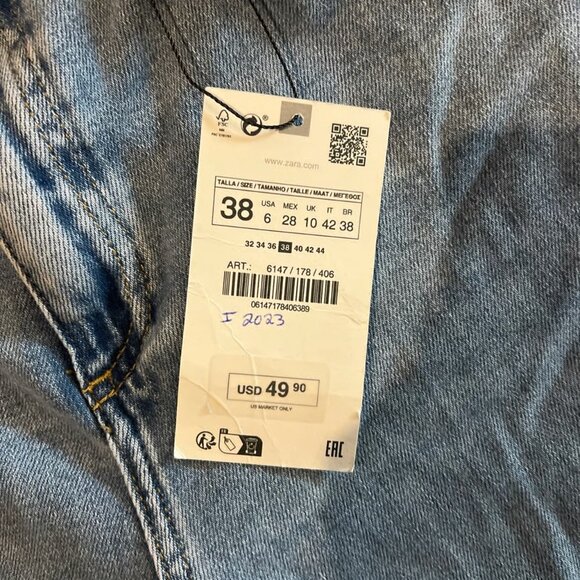 FSC
®
www.zara.com
TALLA / SIZE / TAMANHO / TAILLE / MAAT / ΜΕΓΕΘΟΣ
38 USA MEX UK IT BR
6 28 10 42 38
32 34 36 38 40 42 44
ART.: 6147 / 178 / 406
06147178406389
I 2023
USD 49 90
US MARKET ONLY
EAC